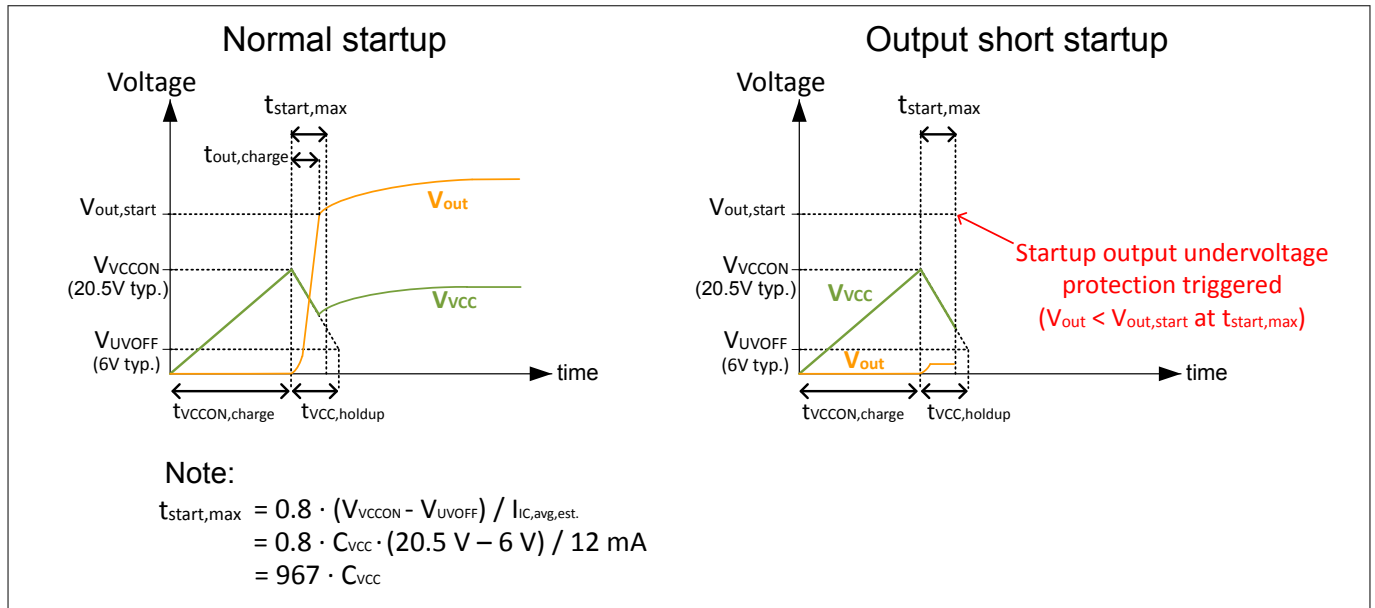 Normal startup
Voltage
tstart,max
tout,charge
Vout,start
Vout
VVCCON
(20.5V typ.)
VVCC
VUVOFF
(6V typ.)
time
tVCCON,charge
tVCC,holdup
Output short startup
Voltage
tstart,max
Vout,start
VVCCON
(20.5V typ.)
VVCC
Startup output undervoltage
protection triggered
(Vout < Vout,start at tstart,max)
VUVOFF
(6V typ.)
Vout
time
tVCCON,charge
tVCC,holdup
Note:
tstart,max = 0.8 · (VVCCON - VUVOFF) / IIC,avg,est.
= 0.8 · CVCC · (20.5 V – 6 V) / 12 mA
= 967 · CVCC